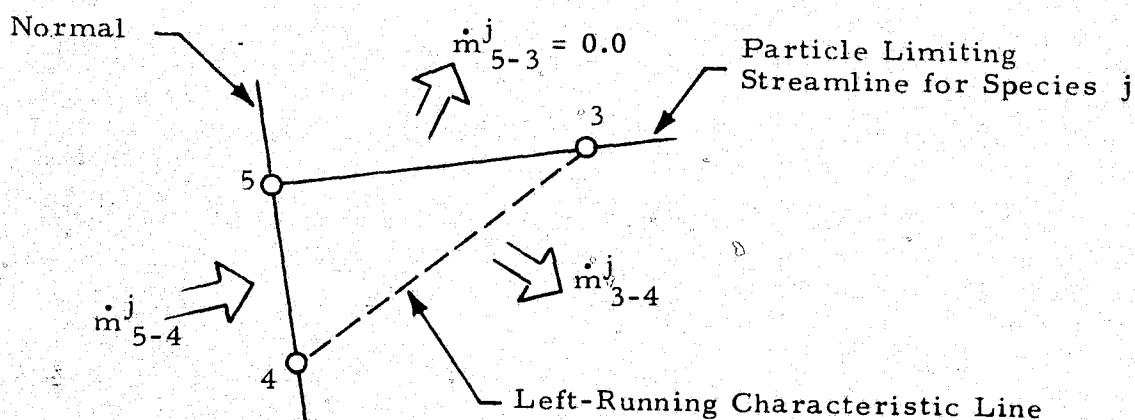 Normal
ṁʲ₅₋₃ = 0.0
Particle Limiting
Streamline for Species j
3
5
ṁʲ₅₋₄
ṁʲ₃₋₄
4
Left-Running Characteristic Line